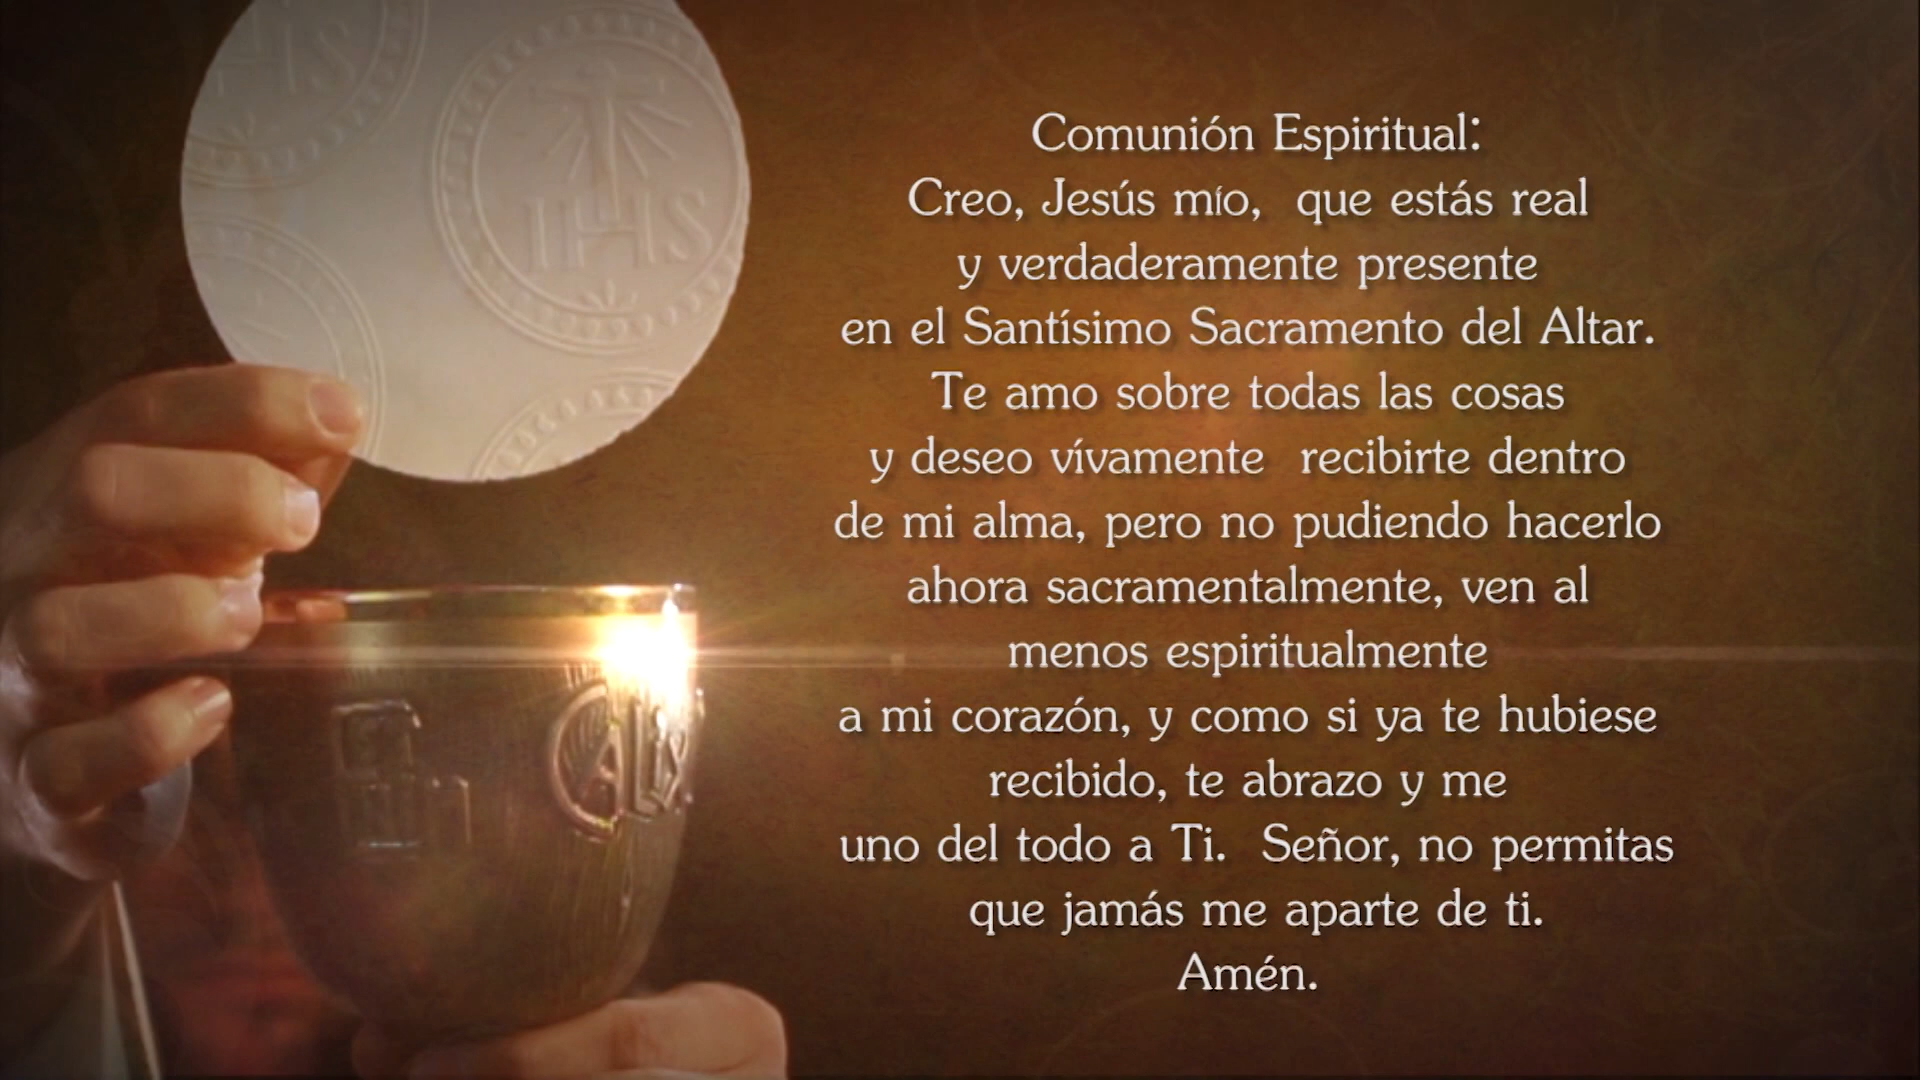 IHS
Comunión Espiritual:
Creo, Jesús mío, que estás real
y verdaderamente presente
en el Santísimo Sacramento del Altar.
Te amo sobre todas las cosas
y deseo vívamente recibirte dentro
de mi alma, pero no pudiendo hacerlo
ahora sacramentalmente, ven al
menos espiritualmente
a mi corazón, y como si ya te hubiese
recibido, te abrazo y me
uno del todo a Ti. Señor, no permitas
que jamás me aparte de ti.
Amén.